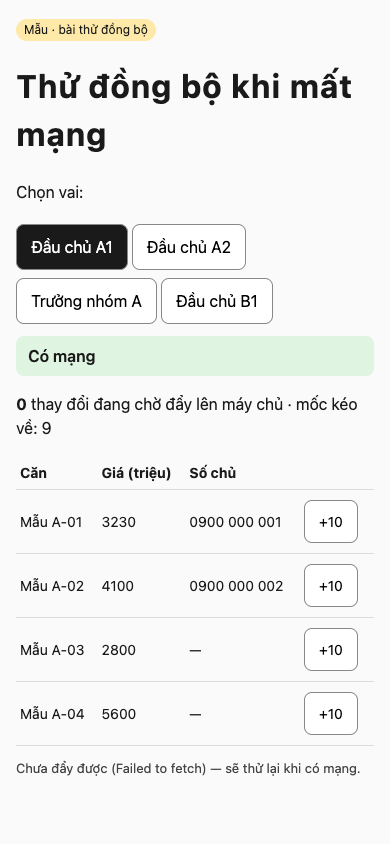 Mẫu · bài thử đồng bộ
Thử đồng bộ khi mất
mạng
Chọn vai:
Đầu chủ A1 Đầu chủ A2
Trưởng nhóm A Đầu chủ B1
Có mạng
0 thay đổi đang chờ đẩy lên máy chủ · mốc kéo
về: 9
Căn Giá (triệu) Số chủ
Mẫu A-01 3230 0900 000 001 +10
Mẫu A-02 4100 0900 000 002 +10
Mẫu A-03 2800 — +10
Mẫu A-04 5600 — +10
Chưa đẩy được (Failed to fetch) — sẽ thử lại khi có mạng.